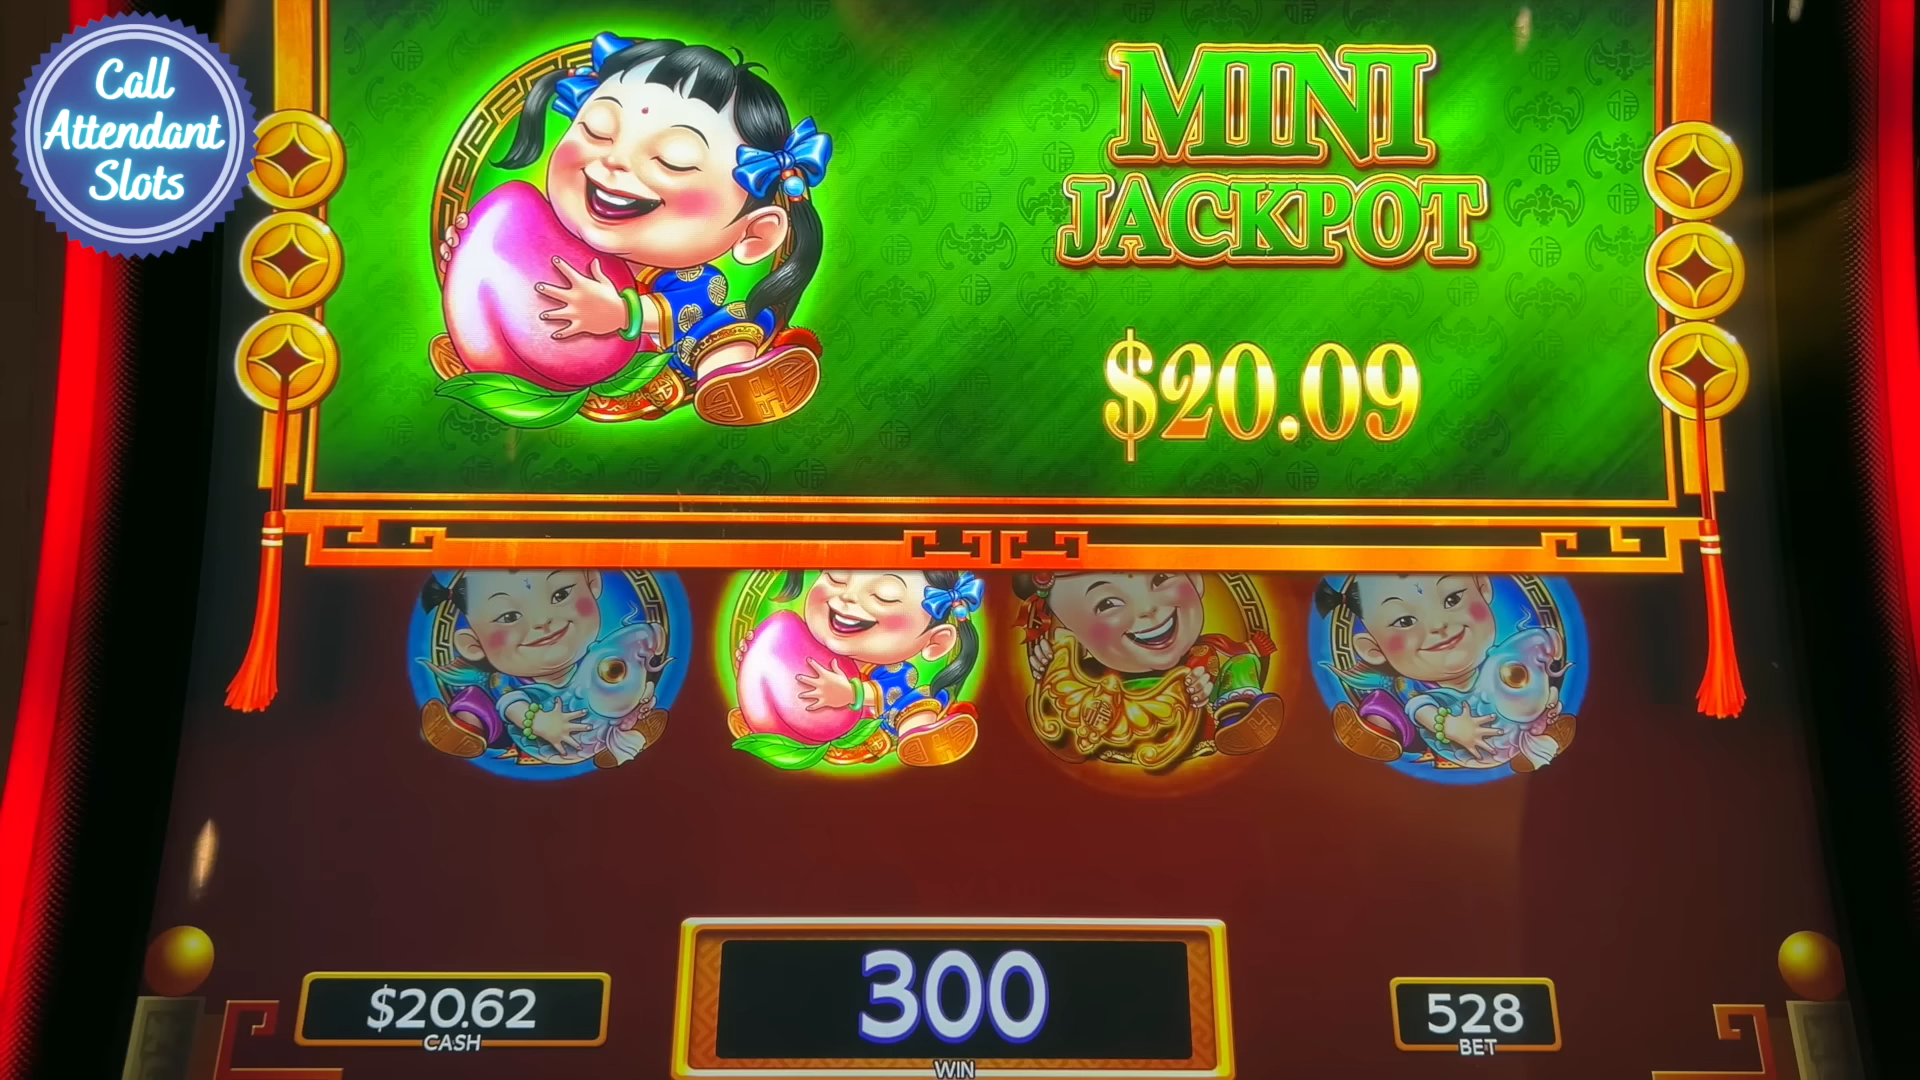 Call
Attendant
Slots
MINI
JACKPOT
$20.09
$20.62
CASH
300
WIN
528
BET